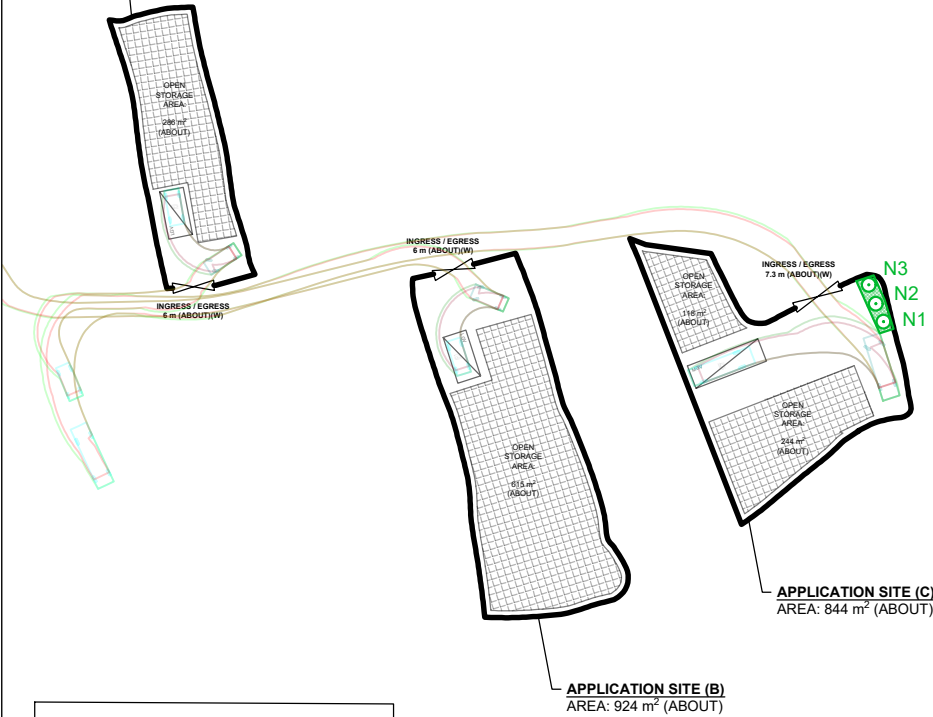 OPEN
STORAGE
AREA:
286 m²
(ABOUT)
INGRESS / EGRESS
6 m (ABOUT)(W)
INGRESS / EGRESS
6 m (ABOUT)(W)
OPEN
STORAGE
AREA:
615 m²
(ABOUT)
OPEN
STORAGE
AREA:
118 m²
(ABOUT)
INGRESS / EGRESS
7.3 m (ABOUT)(W)
N3
N2
N1
OPEN
STORAGE
AREA:
244 m²
(ABOUT)
APPLICATION SITE (C)
AREA: 844 m² (ABOUT)
APPLICATION SITE (B)
AREA: 924 m² (ABOUT)